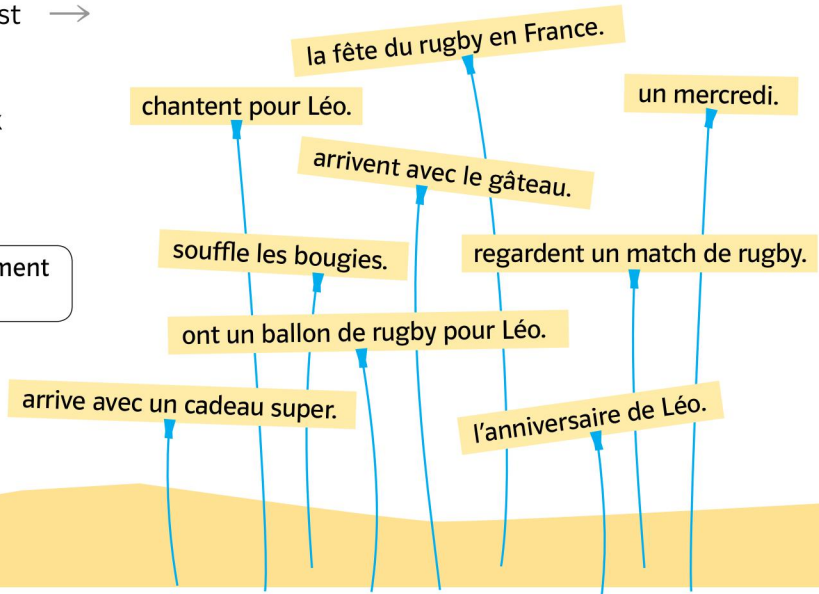 st →
la fête du rugby en France.
un mercredi.
chantent pour Léo.
arrivent avec le gâteau.
souffle les bougies.
regardent un match de rugby.
ment
ont un ballon de rugby pour Léo.
arrive avec un cadeau super.
l'anniversaire de Léo.